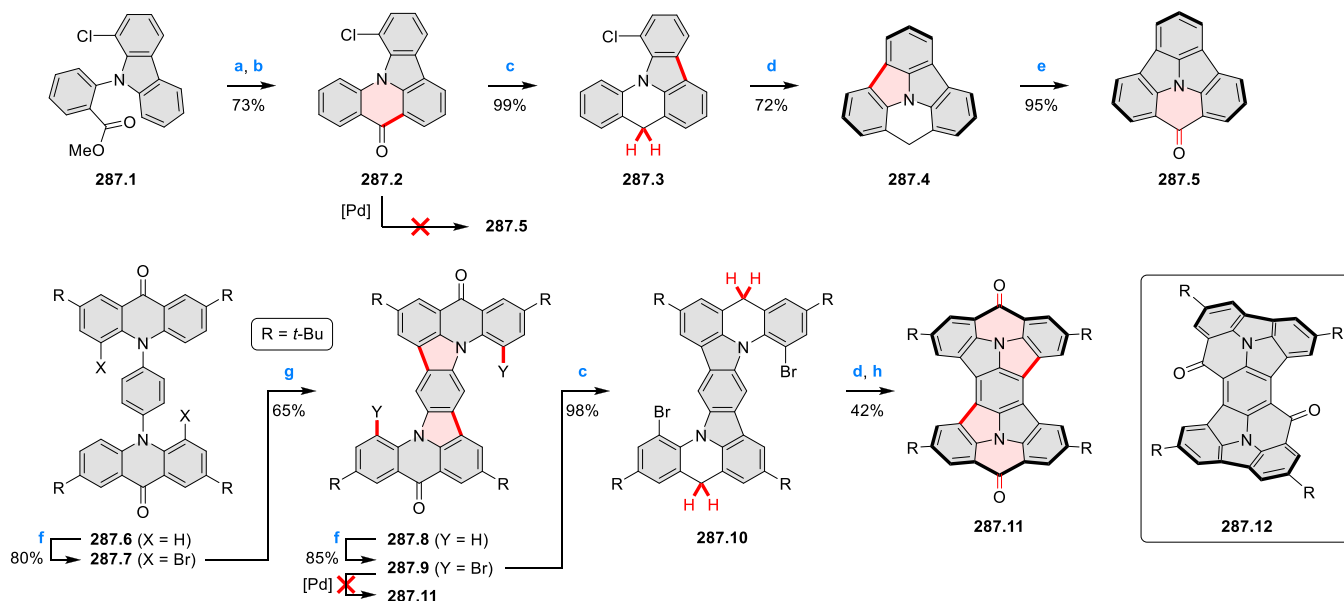 Cl
N
O
MeO
287.1
a, b
73%
Cl
N
O
287.2
c
99%
Cl
N
H H
287.3
d
72%
N
287.4
e
95%
N
O
287.5
[Pd]
287.5
O
R R
N
X
X
N
R R
O
f
80%
287.6 (X = H)
287.7 (X = Br)
R = t-Bu
g
65%
O
R R
N
Y
Y
N
R R
O
f
85%
287.8 (Y = H)
287.9 (Y = Br)
[Pd]
287.11
c
98%
H H
R R
N
Br
Br
N
R R
H H
287.10
d, h
42%
O
R R
N
N
R R
O
287.11
R
R
N
O
O
N
R
R
287.12